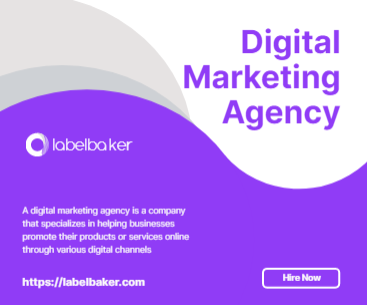 Digital
Marketing
Agency
labelbaker
A digital marketing agency is a company
that specializes in helping businesses
promote their products or services online
through various digital channels
https://labelbaker.com
Hire Now